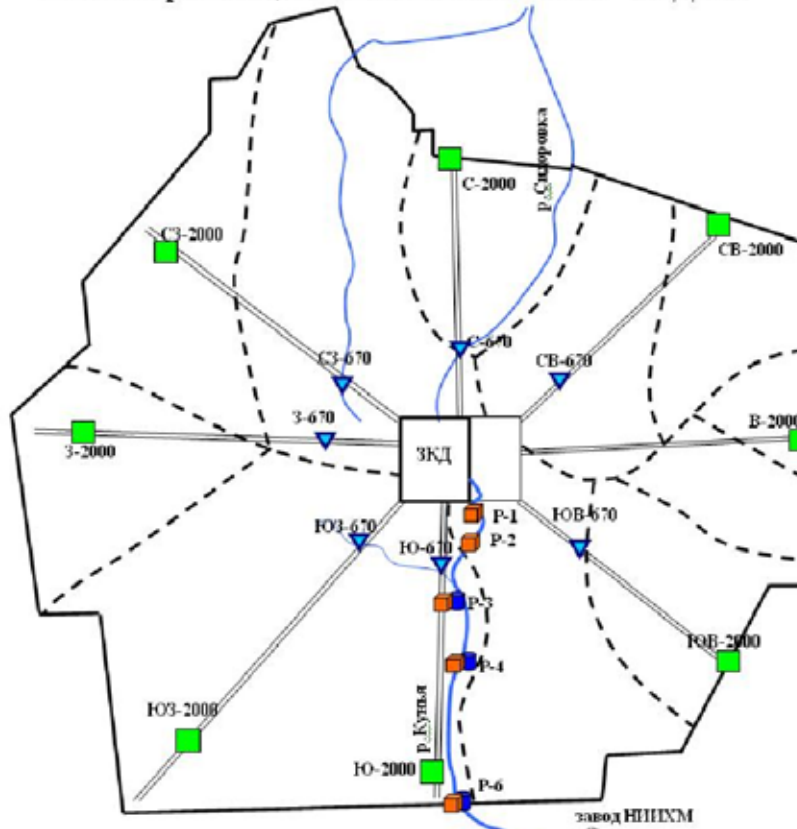 С-2000
р.Сидоровка
СЗ-2000
СВ-2000
С-670
СЗ-670
СВ-670
З-670
В-2000
З-2000
ЗКД
Р-1
ЮЗ-670
Ю-670
Р-2
ЮВ-670
Р-3
ЮВ-2000
Р-4
ЮЗ-2000
р.Кунья
Ю-2000
Р-6
завод НИИХМ